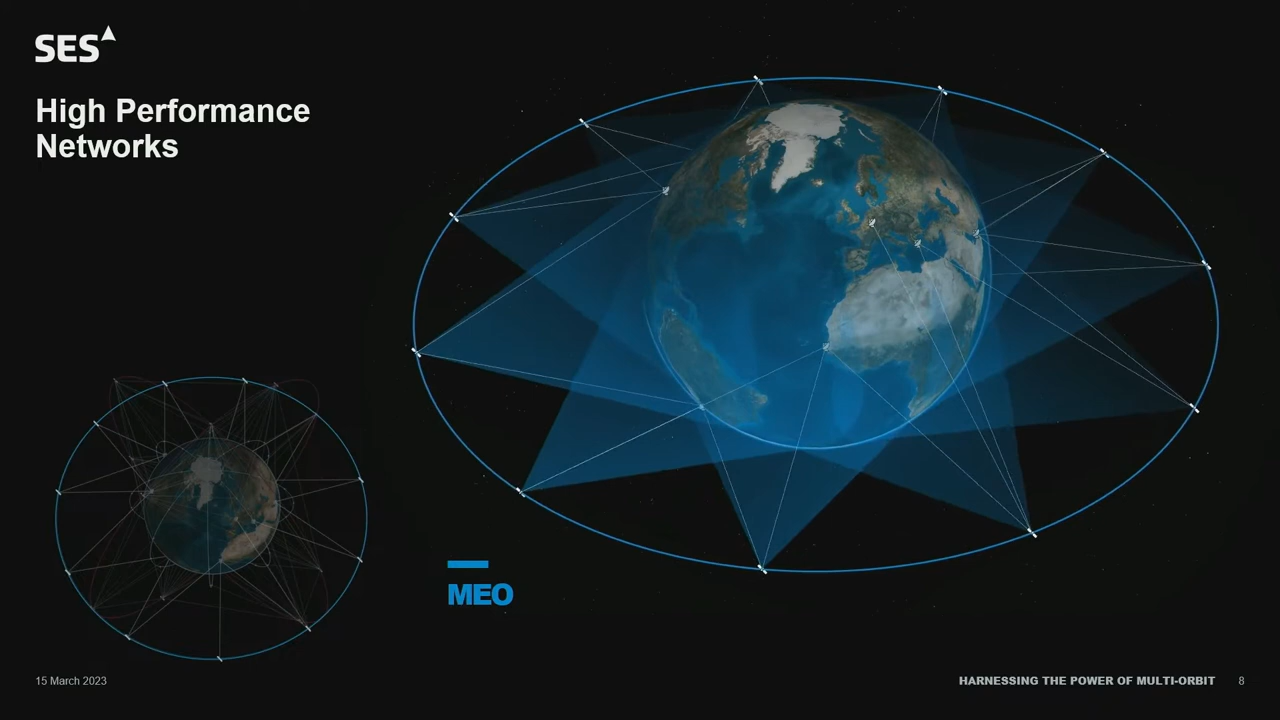 SES
High Performance
Networks
MEO
15 March 2023
HARNESSING THE POWER OF MULTI-ORBIT
8